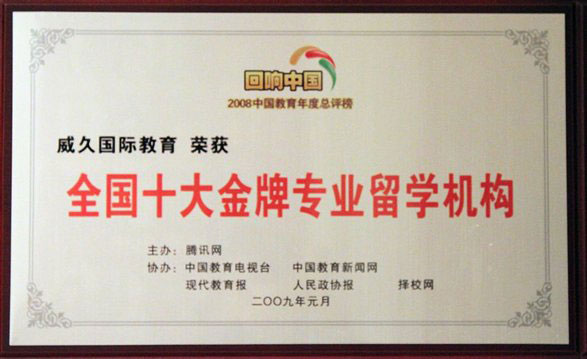 回响中国
2008中国教育年度总评榜
威久国际教育 荣获
全国十大金牌专业留学机构
主办：腾讯网
协办：中国教育电视台 中国教育新闻网
现代教育报 人民政协报 择校网
二〇〇九年元月